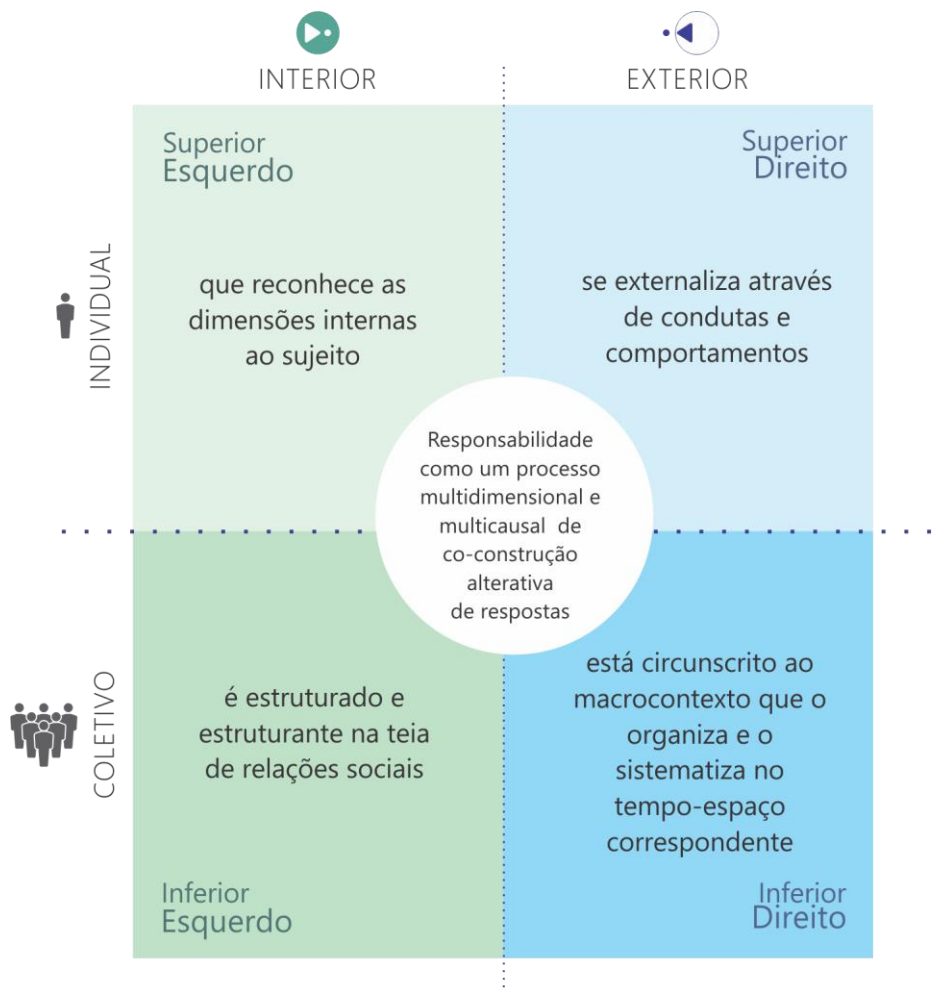 INTERIOR
EXTERIOR
INDIVIDUAL
Superior
Esquerdo
que reconhece as
dimensões internas
ao sujeito
Superior
Direito
se externaliza através
de condutas e
comportamentos
Responsabilidade
como um processo
multidimensional e
multicausal de
co-construção
alterativa
de respostas
COLETIVO
é estruturado e
estruturante na teia
de relações sociais
Inferior
Esquerdo
está circunscrito ao
macrocontexto que o
organiza e o
sistematiza no
tempo-espaço
correspondente
Inferior
Direito